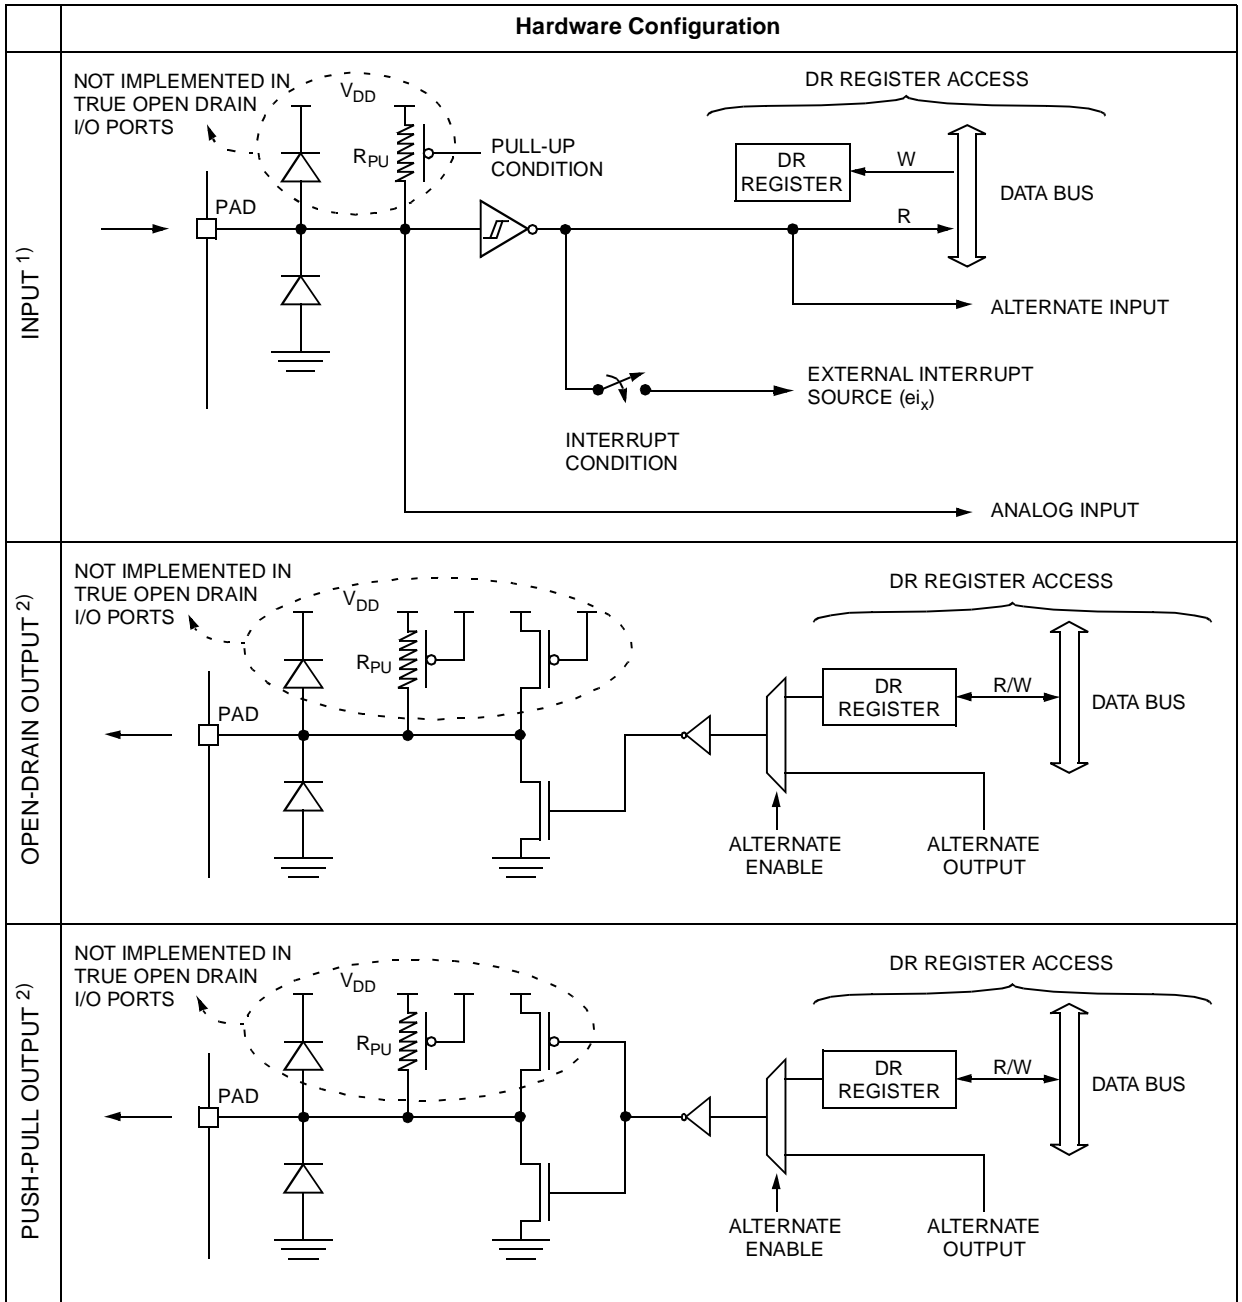 Hardware Configuration
INPUT 1)
NOT IMPLEMENTED IN
TRUE OPEN DRAIN
I/O PORTS
VDD
RPU
PULL-UP
CONDITION
PAD
DR REGISTER ACCESS
DR
REGISTER
W
R
DATA BUS
ALTERNATE INPUT
EXTERNAL INTERRUPT
SOURCE (eix)
INTERRUPT
CONDITION
ANALOG INPUT
OPEN-DRAIN OUTPUT 2)
NOT IMPLEMENTED IN
TRUE OPEN DRAIN
I/O PORTS
VDD
RPU
PAD
DR REGISTER ACCESS
DR
REGISTER
R/W
DATA BUS
ALTERNATE
ENABLE
ALTERNATE
OUTPUT
PUSH-PULL OUTPUT 2)
NOT IMPLEMENTED IN
TRUE OPEN DRAIN
I/O PORTS
VDD
RPU
PAD
DR REGISTER ACCESS
DR
REGISTER
R/W
DATA BUS
ALTERNATE
ENABLE
ALTERNATE
OUTPUT